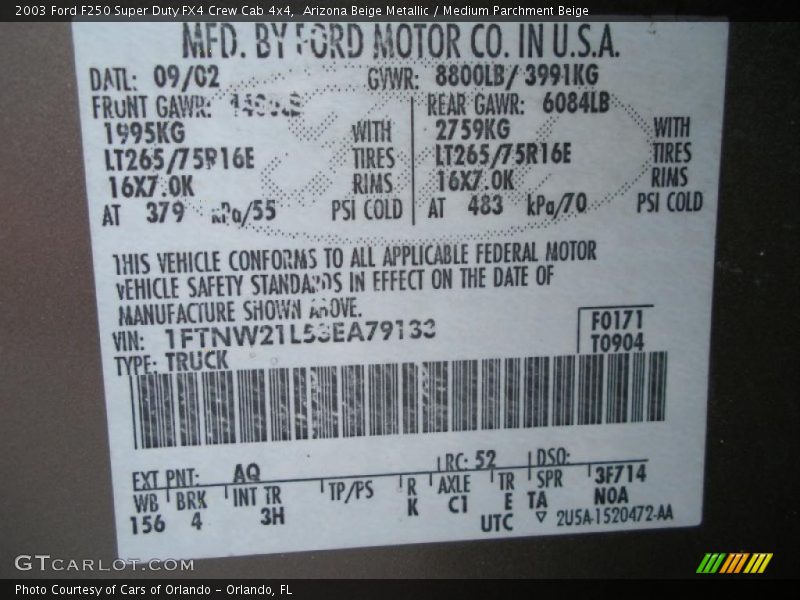 2003 Ford F250 Super Duty FX4 Crew Cab 4x4, Arizona Beige Metallic / Medium Parchment Beige
MFD. BY FORD MOTOR CO. IN U.S.A.
DATE: 09/02 GVWR: 8800LB/ 3991KG
FRONT GAWR: REAR GAWR: 6084LB
1995KG WITH 2759KG WITH
LT265/75R16E TIRES LT265/75R16E TIRES
16X7.0K RIMS 16X7.0K RIMS
AT 379 kPa/55 PSI COLD AT 483 kPa/70 PSI COLD
THIS VEHICLE CONFORMS TO ALL APPLICABLE FEDERAL MOTOR
VEHICLE SAFETY STANDARDS IN EFFECT ON THE DATE OF
MANUFACTURE SHOWN ABOVE.
VIN: F0171
TYPE: TRUCK T0904
EXT PNT: AQ RC: 52 DSO:
WB BRK INT TR TP/PS R AXLE TR SPR 3F714
156 4 3H K C1 E TA N0A
UTC ▽ 2U5A-1520472-AA
GTCARLOT.COM
Photo Courtesy of Cars of Orlando - Orlando, FL